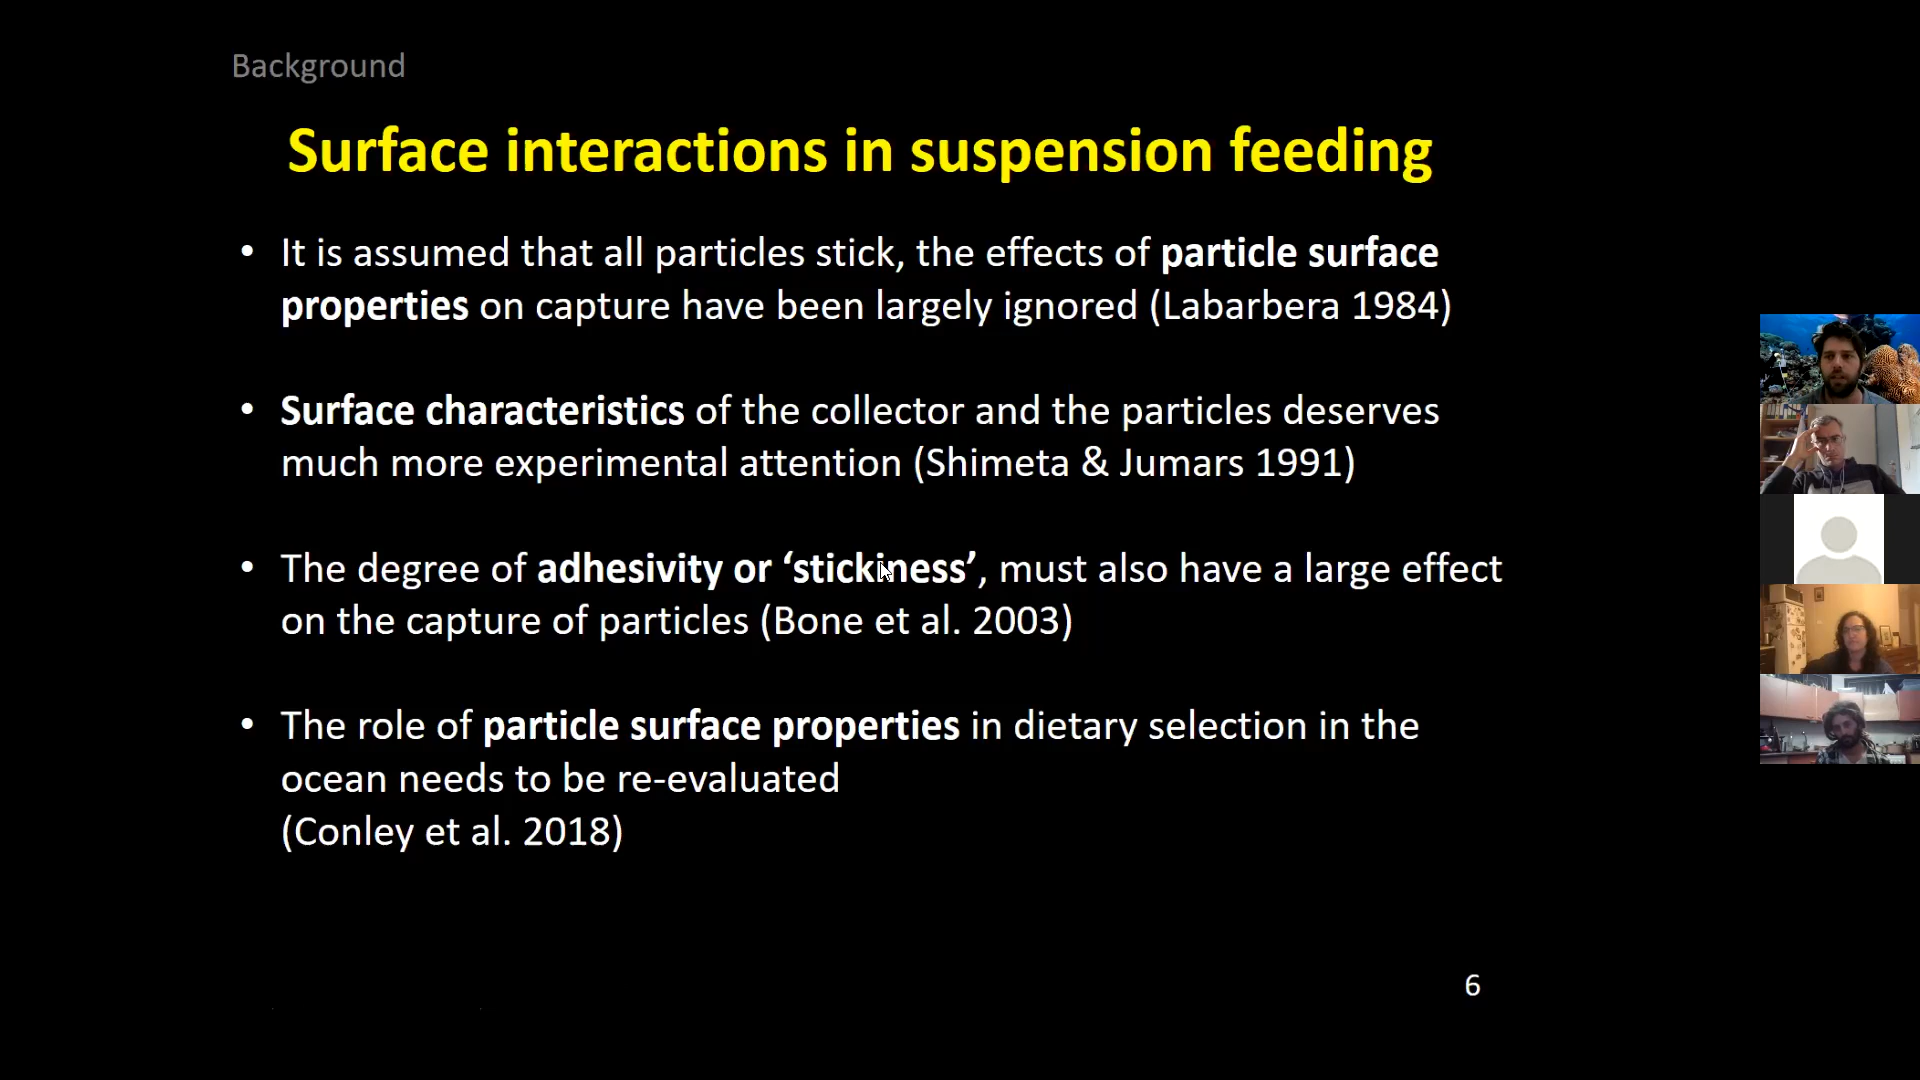 Background
Surface interactions in suspension feeding
• It is assumed that all particles stick, the effects of particle surface
properties on capture have been largely ignored (Labarbera 1984)
• Surface characteristics of the collector and the particles deserves
much more experimental attention (Shimeta & Jumars 1991)
• The degree of adhesivity or ‘stickiness’, must also have a large effect
on the capture of particles (Bone et al. 2003)
• The role of particle surface properties in dietary selection in the
ocean needs to be re-evaluated
(Conley et al. 2018)
6